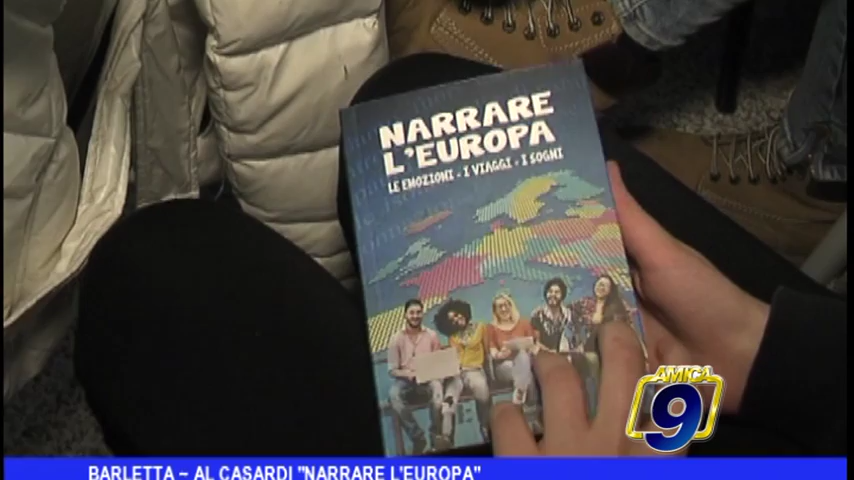 NARRARE
L'EUROPA
LE EMOZIONI - I VIAGGI - I SOGNI
AMICA
9
BARLETTA ~ AL CASARDI "NARRARE L'EUROPA"